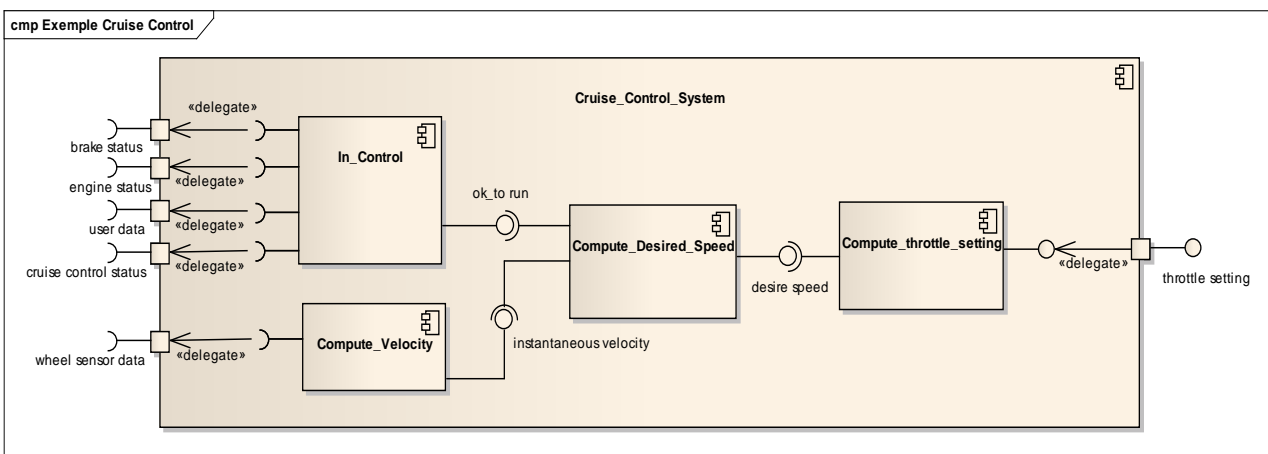 cmp Exemple Cruise Control
Cruise_Control_System
«delegate»
brake status
In_Control
«delegate»
engine status
ok_to run
«delegate»
user data
Compute_Desired_Speed
Compute_throttle_setting
«delegate»
cruise control status
«delegate»
throttle setting
desire speed
Compute_Velocity
instantaneous velocity
«delegate»
wheel sensor data